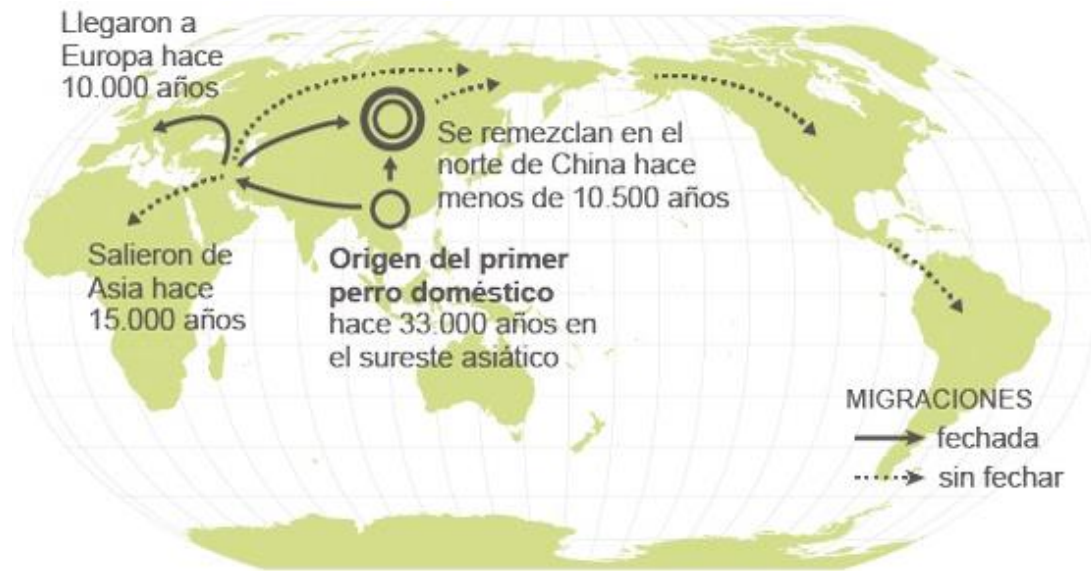 Llegaron a
Europa hace
10.000 años
Se remezclan en el
norte de China hace
menos de 10.500 años
Salieron de
Asia hace
15.000 años
Origen del primer
perro doméstico
hace 33.000 años en
el sureste asiático
MIGRACIONES
fechada
sin fechar